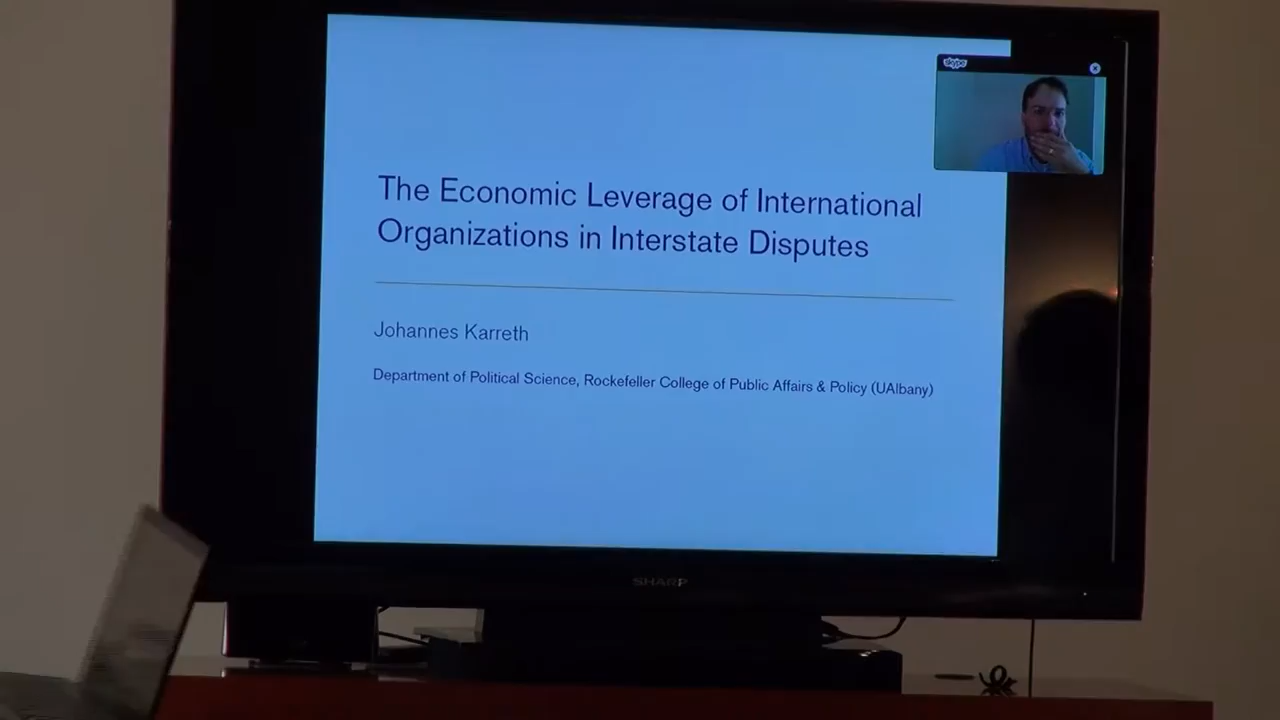 skype
The Economic Leverage of International
Organizations in Interstate Disputes
Johannes Karreth
Department of Political Science, Rockefeller College of Public Affairs & Policy (UAlbany)
SHARP